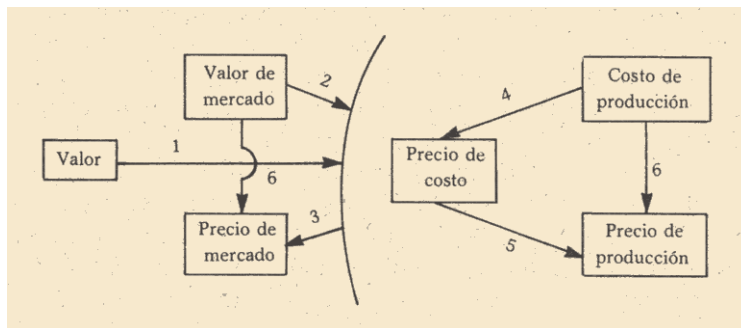 Valor de
mercado
2
Costo de
producción
4
1
Valor
Precio de
costo
6
6
Precio de
mercado
3
Precio de
producción
5